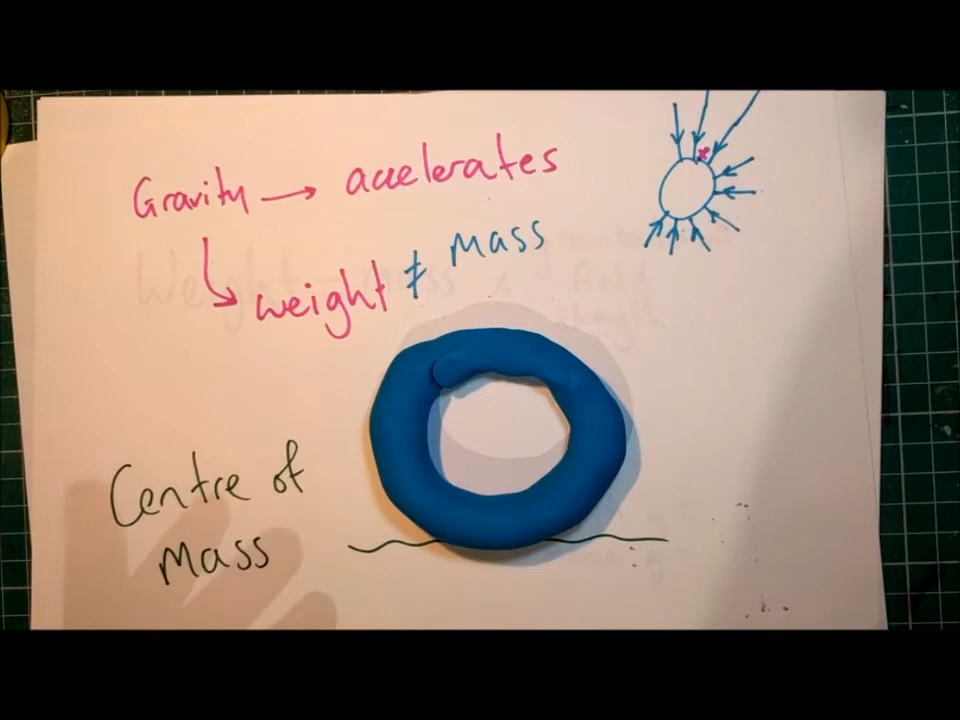 Gravity → accelerates
↳ weight ≠ Mass
Centre of
Mass